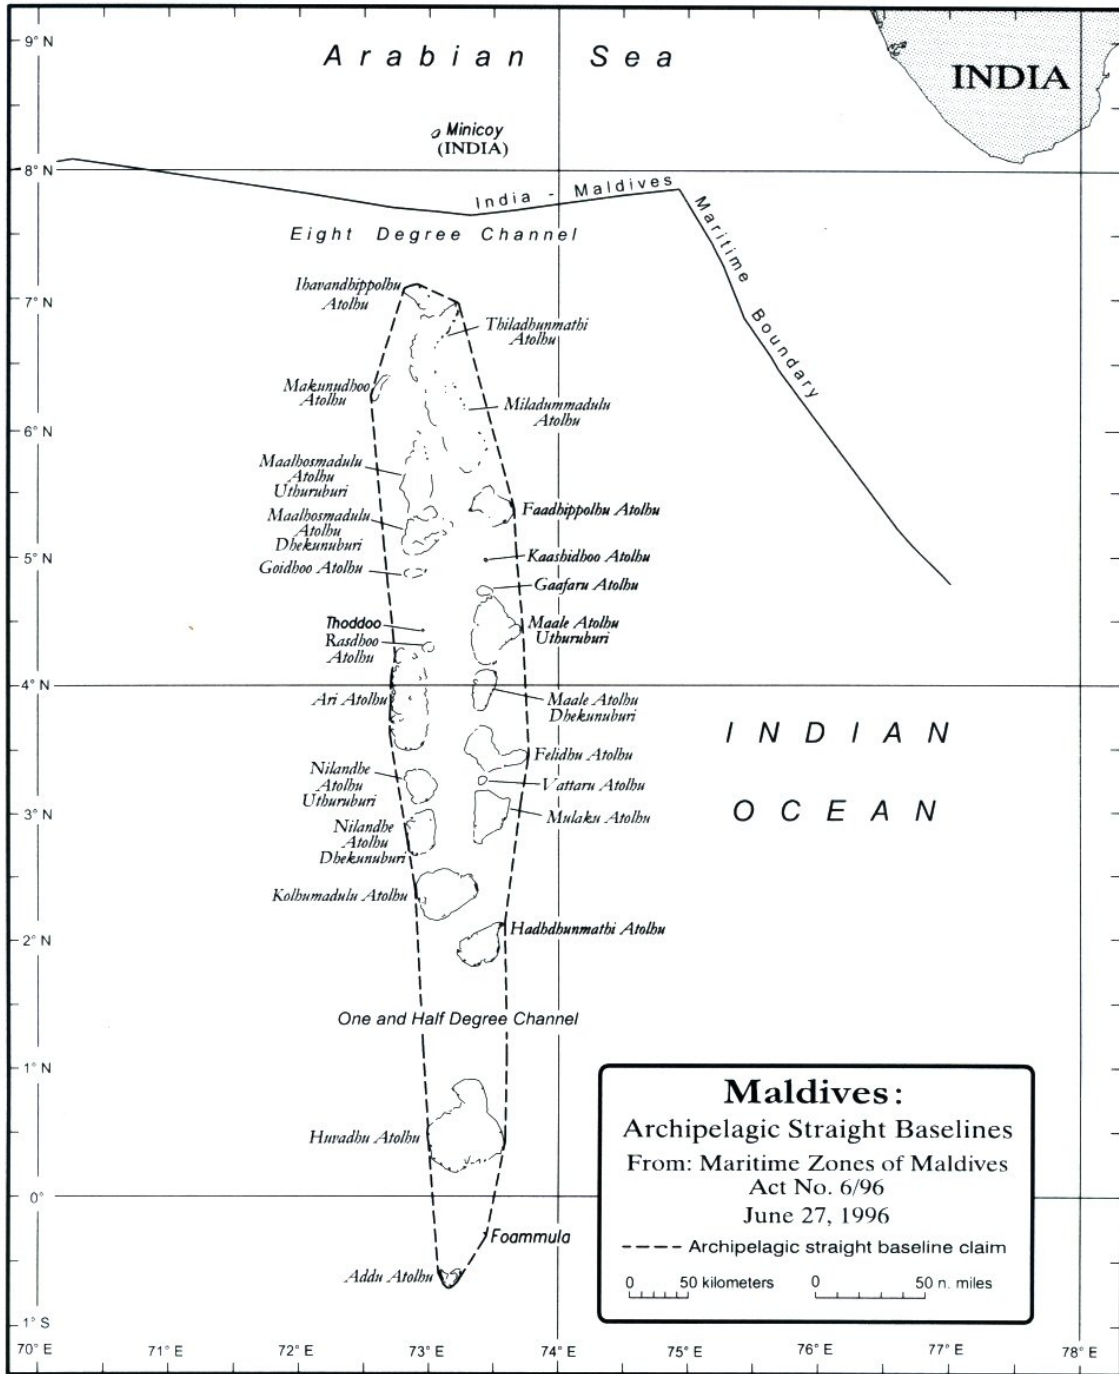 9° N
Arabian Sea
INDIA
Minicoy
(INDIA)
8° N
India - Maldives
Maritime Boundary
Eight Degree Channel
7° N
Ihavandhippolhu
Atolhu
Thiladhunmathi
Atolhu
Makunudhoo
Atolhu
Miladummadulu
Atolhu
6° N
Maalhosmadulu
Atolhu
Uthuruburi
Faadhippolhu Atolhu
Maalhosmadulu
Atolhu
Dhekunuburi
5° N
Kaashidhoo Atolhu
Goidhoo Atolhu
Gaafaru Atolhu
Thoddoo
Maale Atolhu
Uthuruburi
Rasdhoo
Atolhu
4° N
Ari Atolhu
Maale Atolhu
Dhekunuburi
INDIAN
OCEAN
Felidhu Atolhu
Nilandhe
Atolhu
Uthuruburi
Vattaru Atolhu
3° N
Mulaku Atolhu
Nilandhe
Atolhu
Dhekunuburi
Kolhumadulu Atolhu
Hadhdhunmathi Atolhu
2° N
One and Half Degree Channel
1° N
Huvadhu Atolhu
0°
Foammula
Addu Atolhu
1° S
Maldives:
Archipelagic Straight Baselines
From: Maritime Zones of Maldives
Act No. 6/96
June 27, 1996
Archipelagic straight baseline claim
0 50 kilometers 0 50 n. miles
70° E 71° E 72° E 73° E 74° E 75° E 76° E 77° E 78° E